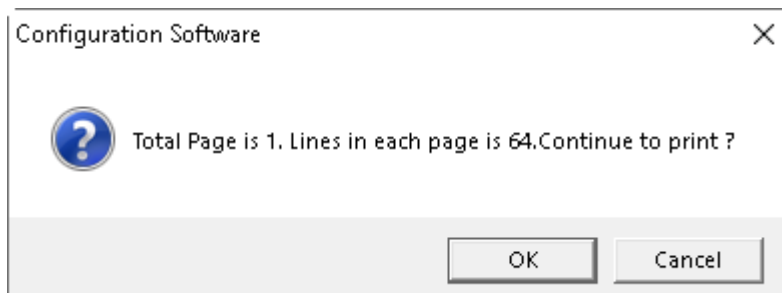 Configuration Software
Total Page is 1. Lines in each page is 64.Continue to print ?
OK
Cancel